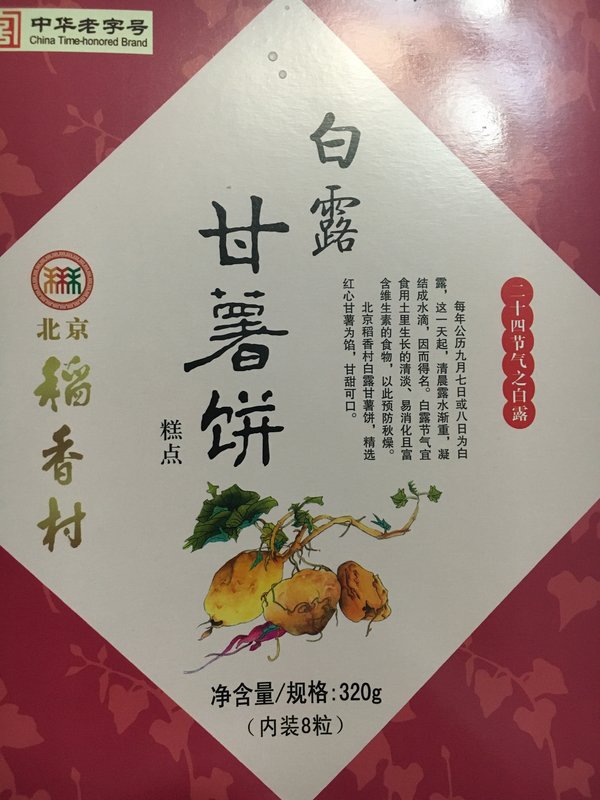 中华老字号
China Time-honored Brand
白露
甘薯饼
糕点
二十四节气之白露
每年公历九月七日或八日为白
露，这一天起，清晨露水渐重，凝
结成水滴，因而得名。白露节气宜
食用土里生长的清淡、易消化且富
含维生素的食物，以此预防秋燥。
北京稻香村白露甘薯饼，精选
红心甘薯为馅，甘甜可口。
北京
稻香村
净含量/规格:320g
（内装8粒）